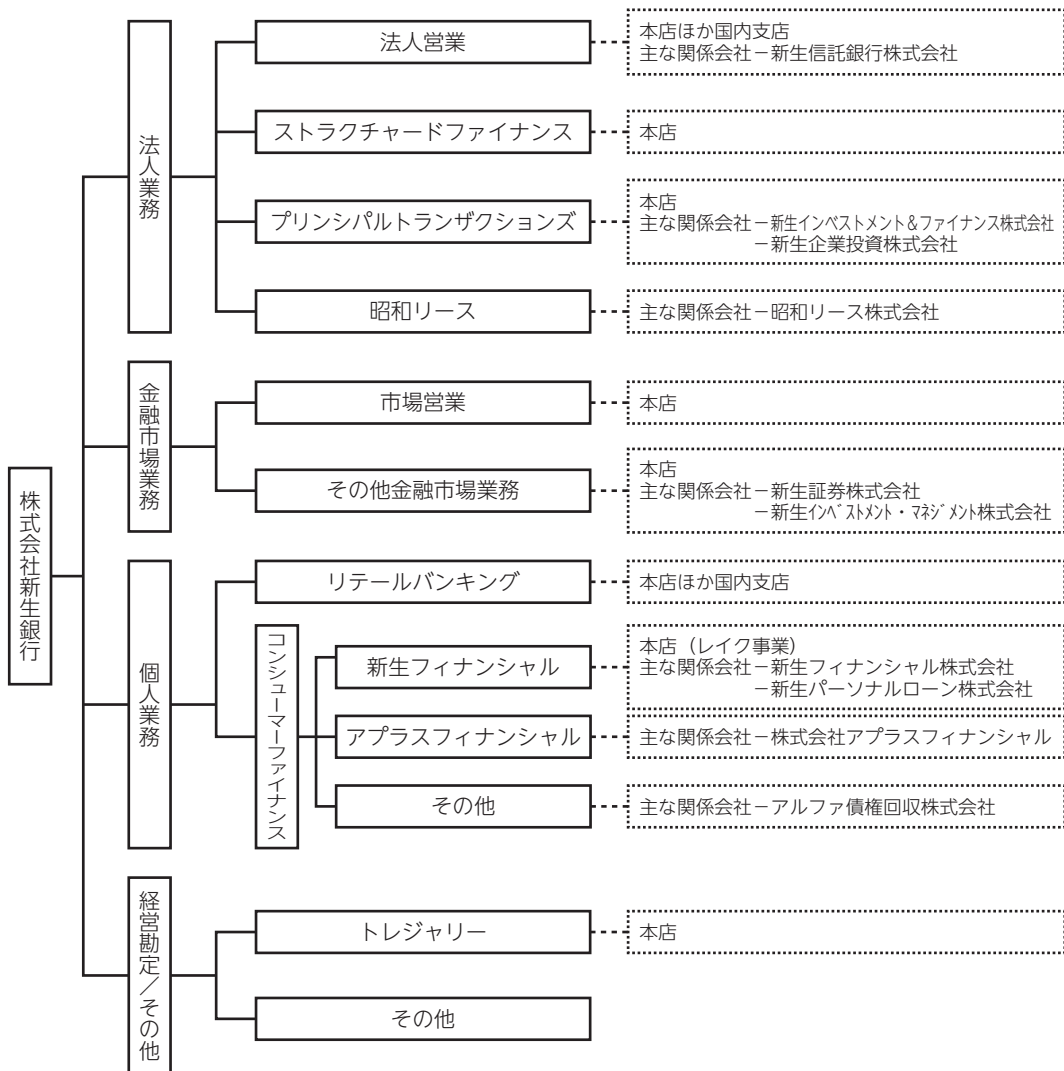 株式会社新生銀行
法人業務
法人営業
本店ほか国内支店
主な関係会社－新生信託銀行株式会社
ストラクチャードファイナンス
本店
プリンシパルトランザクションズ
本店
主な関係会社－新生インベストメント＆ファイナンス株式会社
－新生企業投資株式会社
昭和リース
主な関係会社－昭和リース株式会社
金融市場業務
市場営業
本店
その他金融市場業務
本店
主な関係会社－新生証券株式会社
－新生ｲﾝﾍﾞｽﾄﾒﾝﾄ・ﾏﾈｼﾞﾒﾝﾄ株式会社
個人業務
リテールバンキング
本店ほか国内支店
コンシューマーファイナンス
新生フィナンシャル
本店（レイク事業）
主な関係会社－新生フィナンシャル株式会社
－新生パーソナルローン株式会社
アプラスフィナンシャル
主な関係会社－株式会社アプラスフィナンシャル
その他
主な関係会社－アルファ債権回収株式会社
経営勘定／その他
トレジャリー
本店
その他